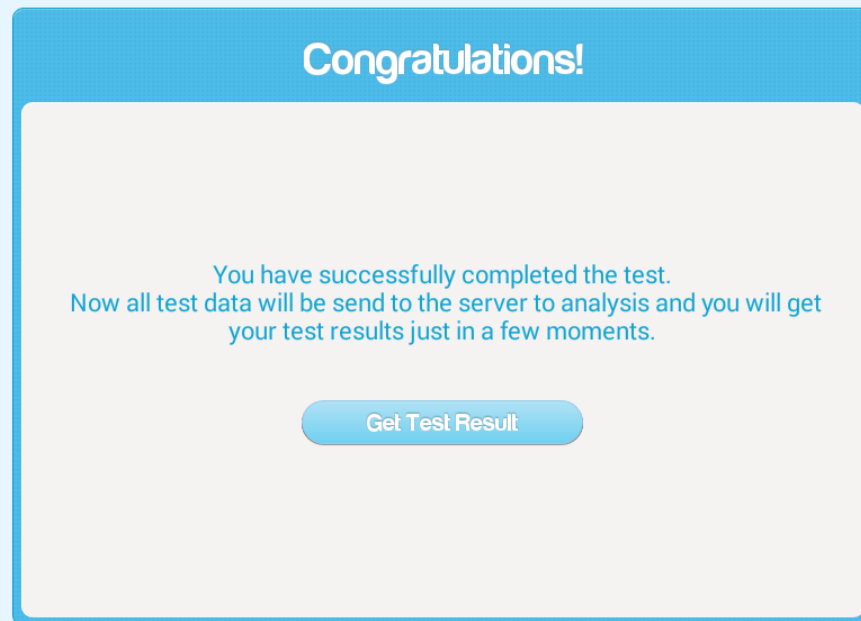 Congratulations!
You have successfully completed the test.
Now all test data will be send to the server to analysis and you will get
your test results just in a few moments.
Get Test Result